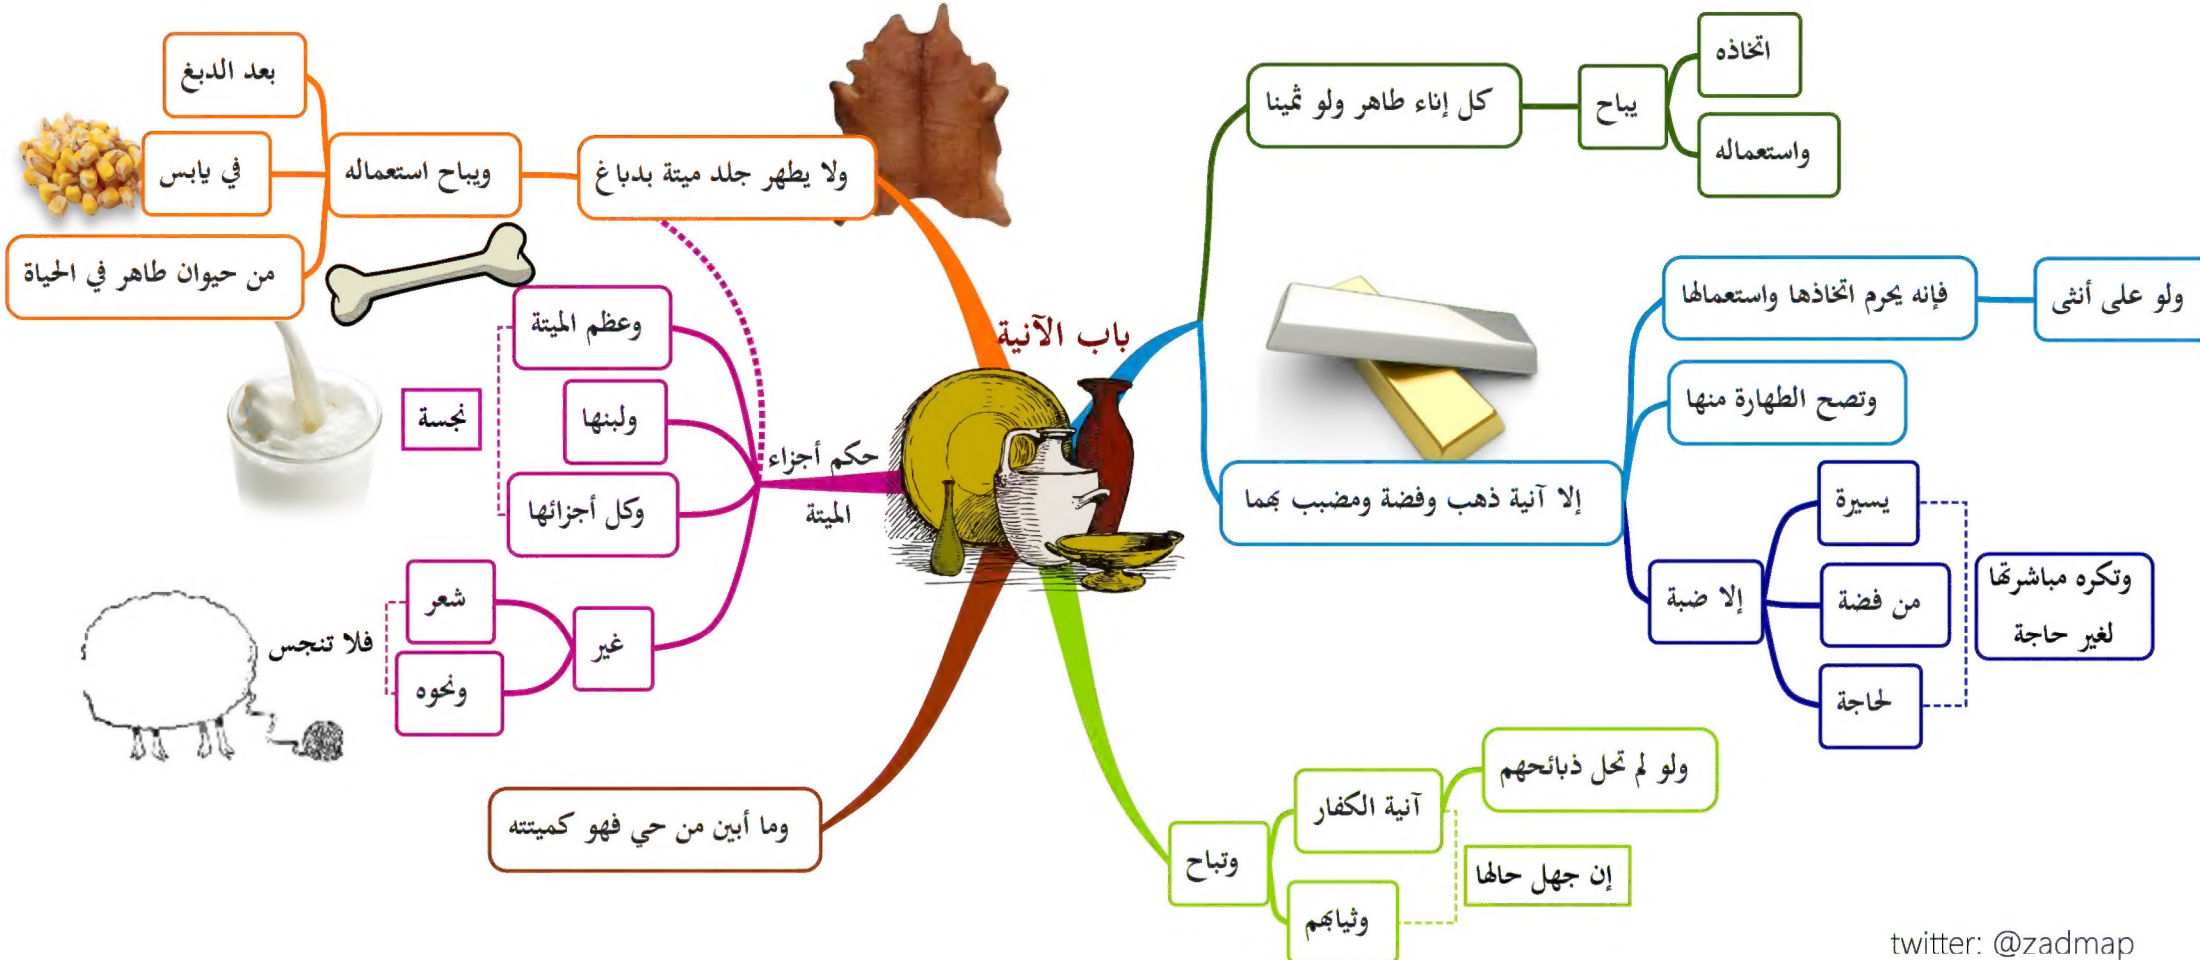 باب الآنية
كل إناء طاهر ولو ثمينا
يباح
اتخاذه
واستعماله
إلا آنية ذهب وفضة ومضبب بهما
فإنه يحرم اتخاذها واستعمالها
ولو على أنثى
وتصح الطهارة منها
إلا ضبة
يسيرة
من فضة
لحاجة
وتكره مباشرتها
لغير حاجة
وتباح
آنية الكفار
ولو لم تحل ذبائحهم
وثيابهم
إن جهل حالها
ولا يطهر جلد ميتة بدباغ
ويباح استعماله
بعد الدبغ
في يابس
من حيوان طاهر في الحياة
حكم أجزاء
الميتة
وعظم الميتة
ولبنها
وكل أجزائها
نجسة
غير
شعر
ونحوه
فلا تنجس
وما أبين من حي فهو كميتته
twitter: @zadmap